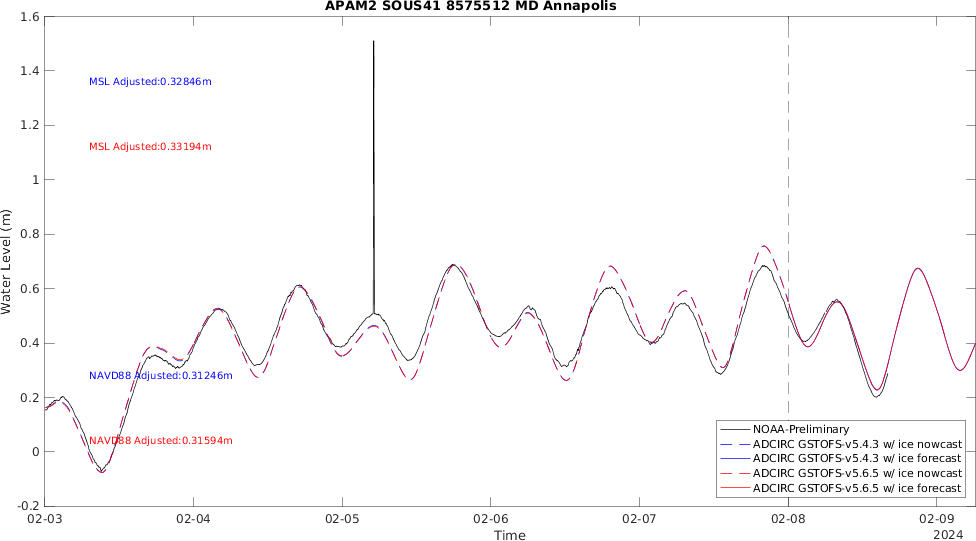 APAM2 SOUS41 8575512 MD Annapolis
1.6
1.4
1.2
1
0.8
0.6
0.4
0.2
0
-0.2
Water Level (m)
MSL Adjusted:0.32846m
MSL Adjusted:0.33194m
NAVD88 Adjusted:0.31246m
NAVD88 Adjusted:0.31594m
NOAA-Preliminary
ADCIRC GSTOFS-v5.4.3 w/ ice nowcast
ADCIRC GSTOFS-v5.4.3 w/ ice forecast
ADCIRC GSTOFS-v5.6.5 w/ ice nowcast
ADCIRC GSTOFS-v5.6.5 w/ ice forecast
02-03 02-04 02-05 02-06 02-07 02-08 02-09
Time 2024